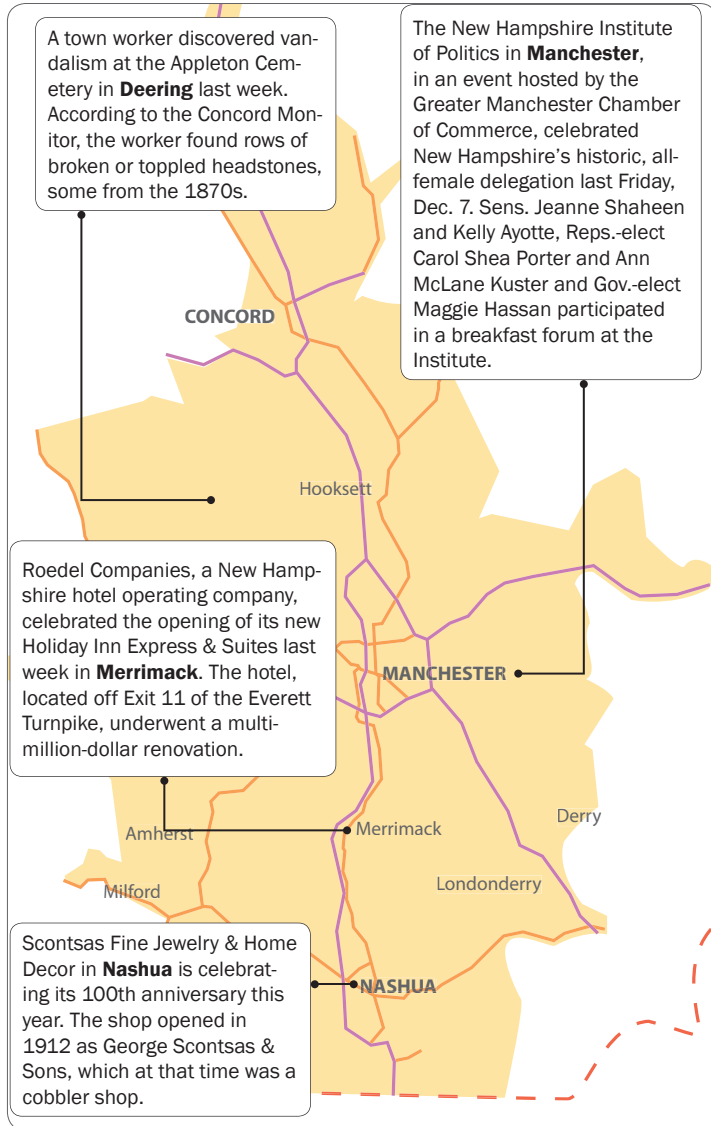 A town worker discovered van-
dalism at the Appleton Cem-
etery in Deering last week.
According to the Concord Mon-
itor, the worker found rows of
broken or toppled headstones,
some from the 1870s.
The New Hampshire Institute
of Politics in Manchester,
in an event hosted by the
Greater Manchester Chamber
of Commerce, celebrated
New Hampshire's historic, all-
female delegation last Friday,
Dec. 7. Sens. Jeanne Shaheen
and Kelly Ayotte, Reps.-elect
Carol Shea Porter and Ann
McLane Kuster and Gov.-elect
Maggie Hassan participated
in a breakfast forum at the
Institute.
CONCORD
Hooksett
Roedel Companies, a New Hamp-
shire hotel operating company,
celebrated the opening of its new
Holiday Inn Express & Suites last
week in Merrimack. The hotel,
located off Exit 11 of the Everett
Turnpike, underwent a multi-
million-dollar renovation.
MANCHESTER
Derry
Amherst
Merrimack
Londonderry
Milford
Scontsas Fine Jewelry & Home
Decor in Nashua is celebrat-
ing its 100th anniversary this
year. The shop opened in
1912 as George Scontsas &
Sons, which at that time was a
cobbler shop.
NASHUA